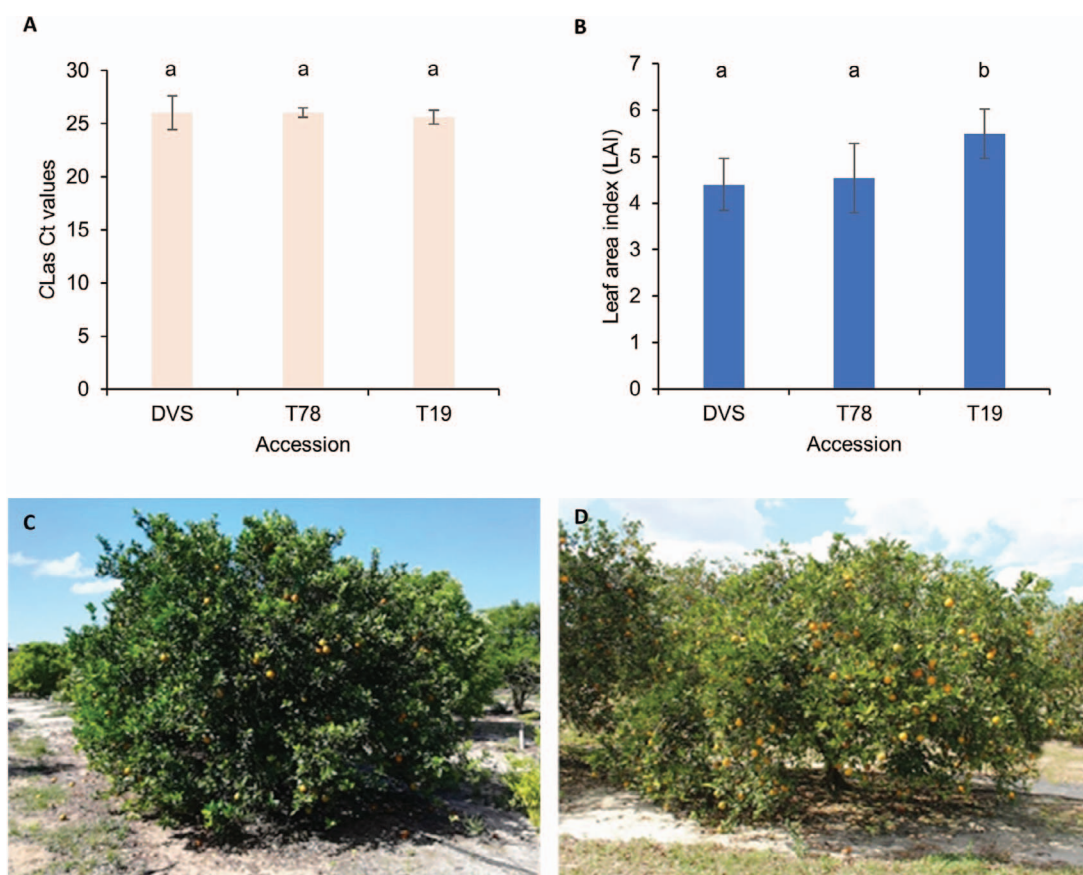 A
30
25
20
15
10
5
0
CLas Ct values
a a a
DVS T78 T19
Accession
B
7
6
5
4
3
2
1
0
Leaf area index (LAI)
a a b
DVS T78 T19
Accession
C
D